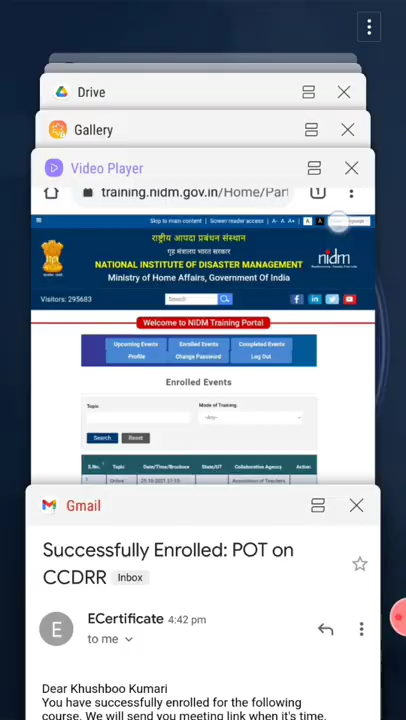 Drive
Gallery
Video Player
training.nidm.gov.in/Home/Part
Skip to main content | Screen reader access | A- A A+ | A A
राष्ट्रीय आपदा प्रबंधन संस्थान
गृह मंत्रालय भारत सरकार
NATIONAL INSTITUTE OF DISASTER MANAGEMENT
Ministry of Home Affairs, Government Of India
nidm
Visitors: 295683
Search
Welcome to NIDM Training Portal
Upcoming Events Enrolled Events Completed Events
Profile Change Password Log Out
Enrolled Events
Topic Mode of Training
-Any-
Search Reset
S.No. Topic Date/Time/Brochure State/UT Collaborative Agency Action
1 Online Association of Teachers
Gmail
Successfully Enrolled: POT on
CCDRR Inbox
E
ECertificate 4:42 pm
to me
Dear Khushboo Kumari
You have successfully enrolled for the following
course. We will send you meeting link when it's time.